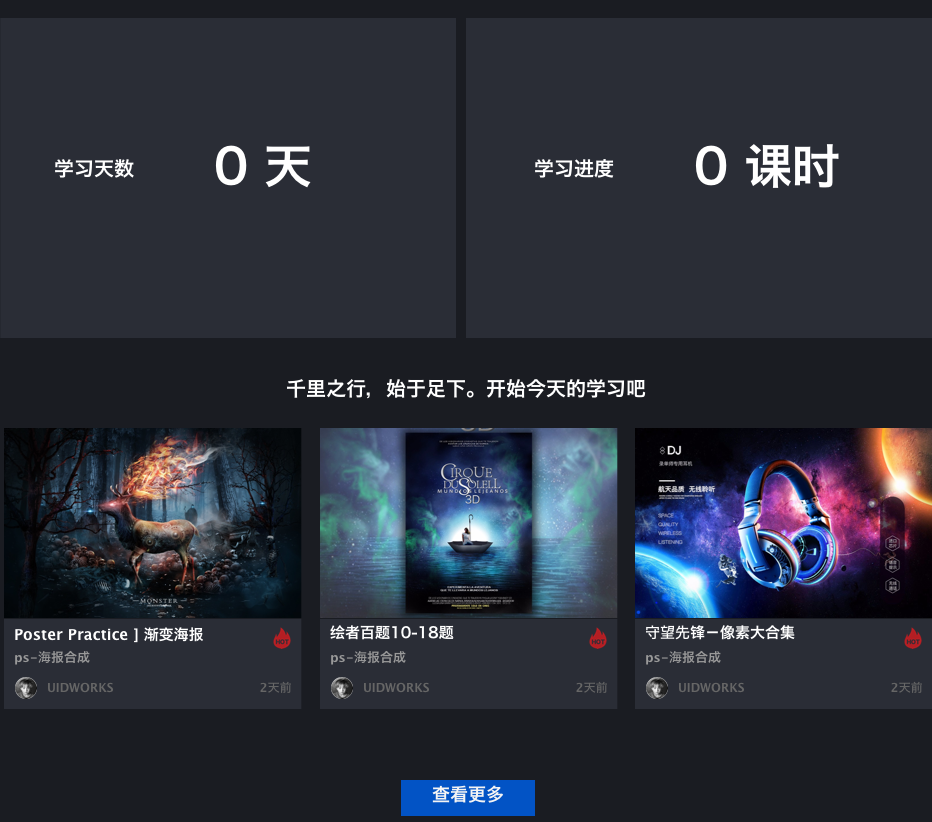 学习天数
0 天
学习进度
0 课时
千里之行，始于足下。开始今天的学习吧
MONSTER
3D
CIRQUE
DU SOLEIL
3D
DJ
航天品质 无线聆听
SPACE
QUALITY
WIRELESS
LISTENING
Poster Practice ] 渐变海报
HOT
ps-海报合成
UIDWORKS
2天前
绘者百题10-18题
HOT
ps-海报合成
UIDWORKS
2天前
守望先锋-像素大合集
HOT
ps-海报合成
UIDWORKS
2天前
查看更多